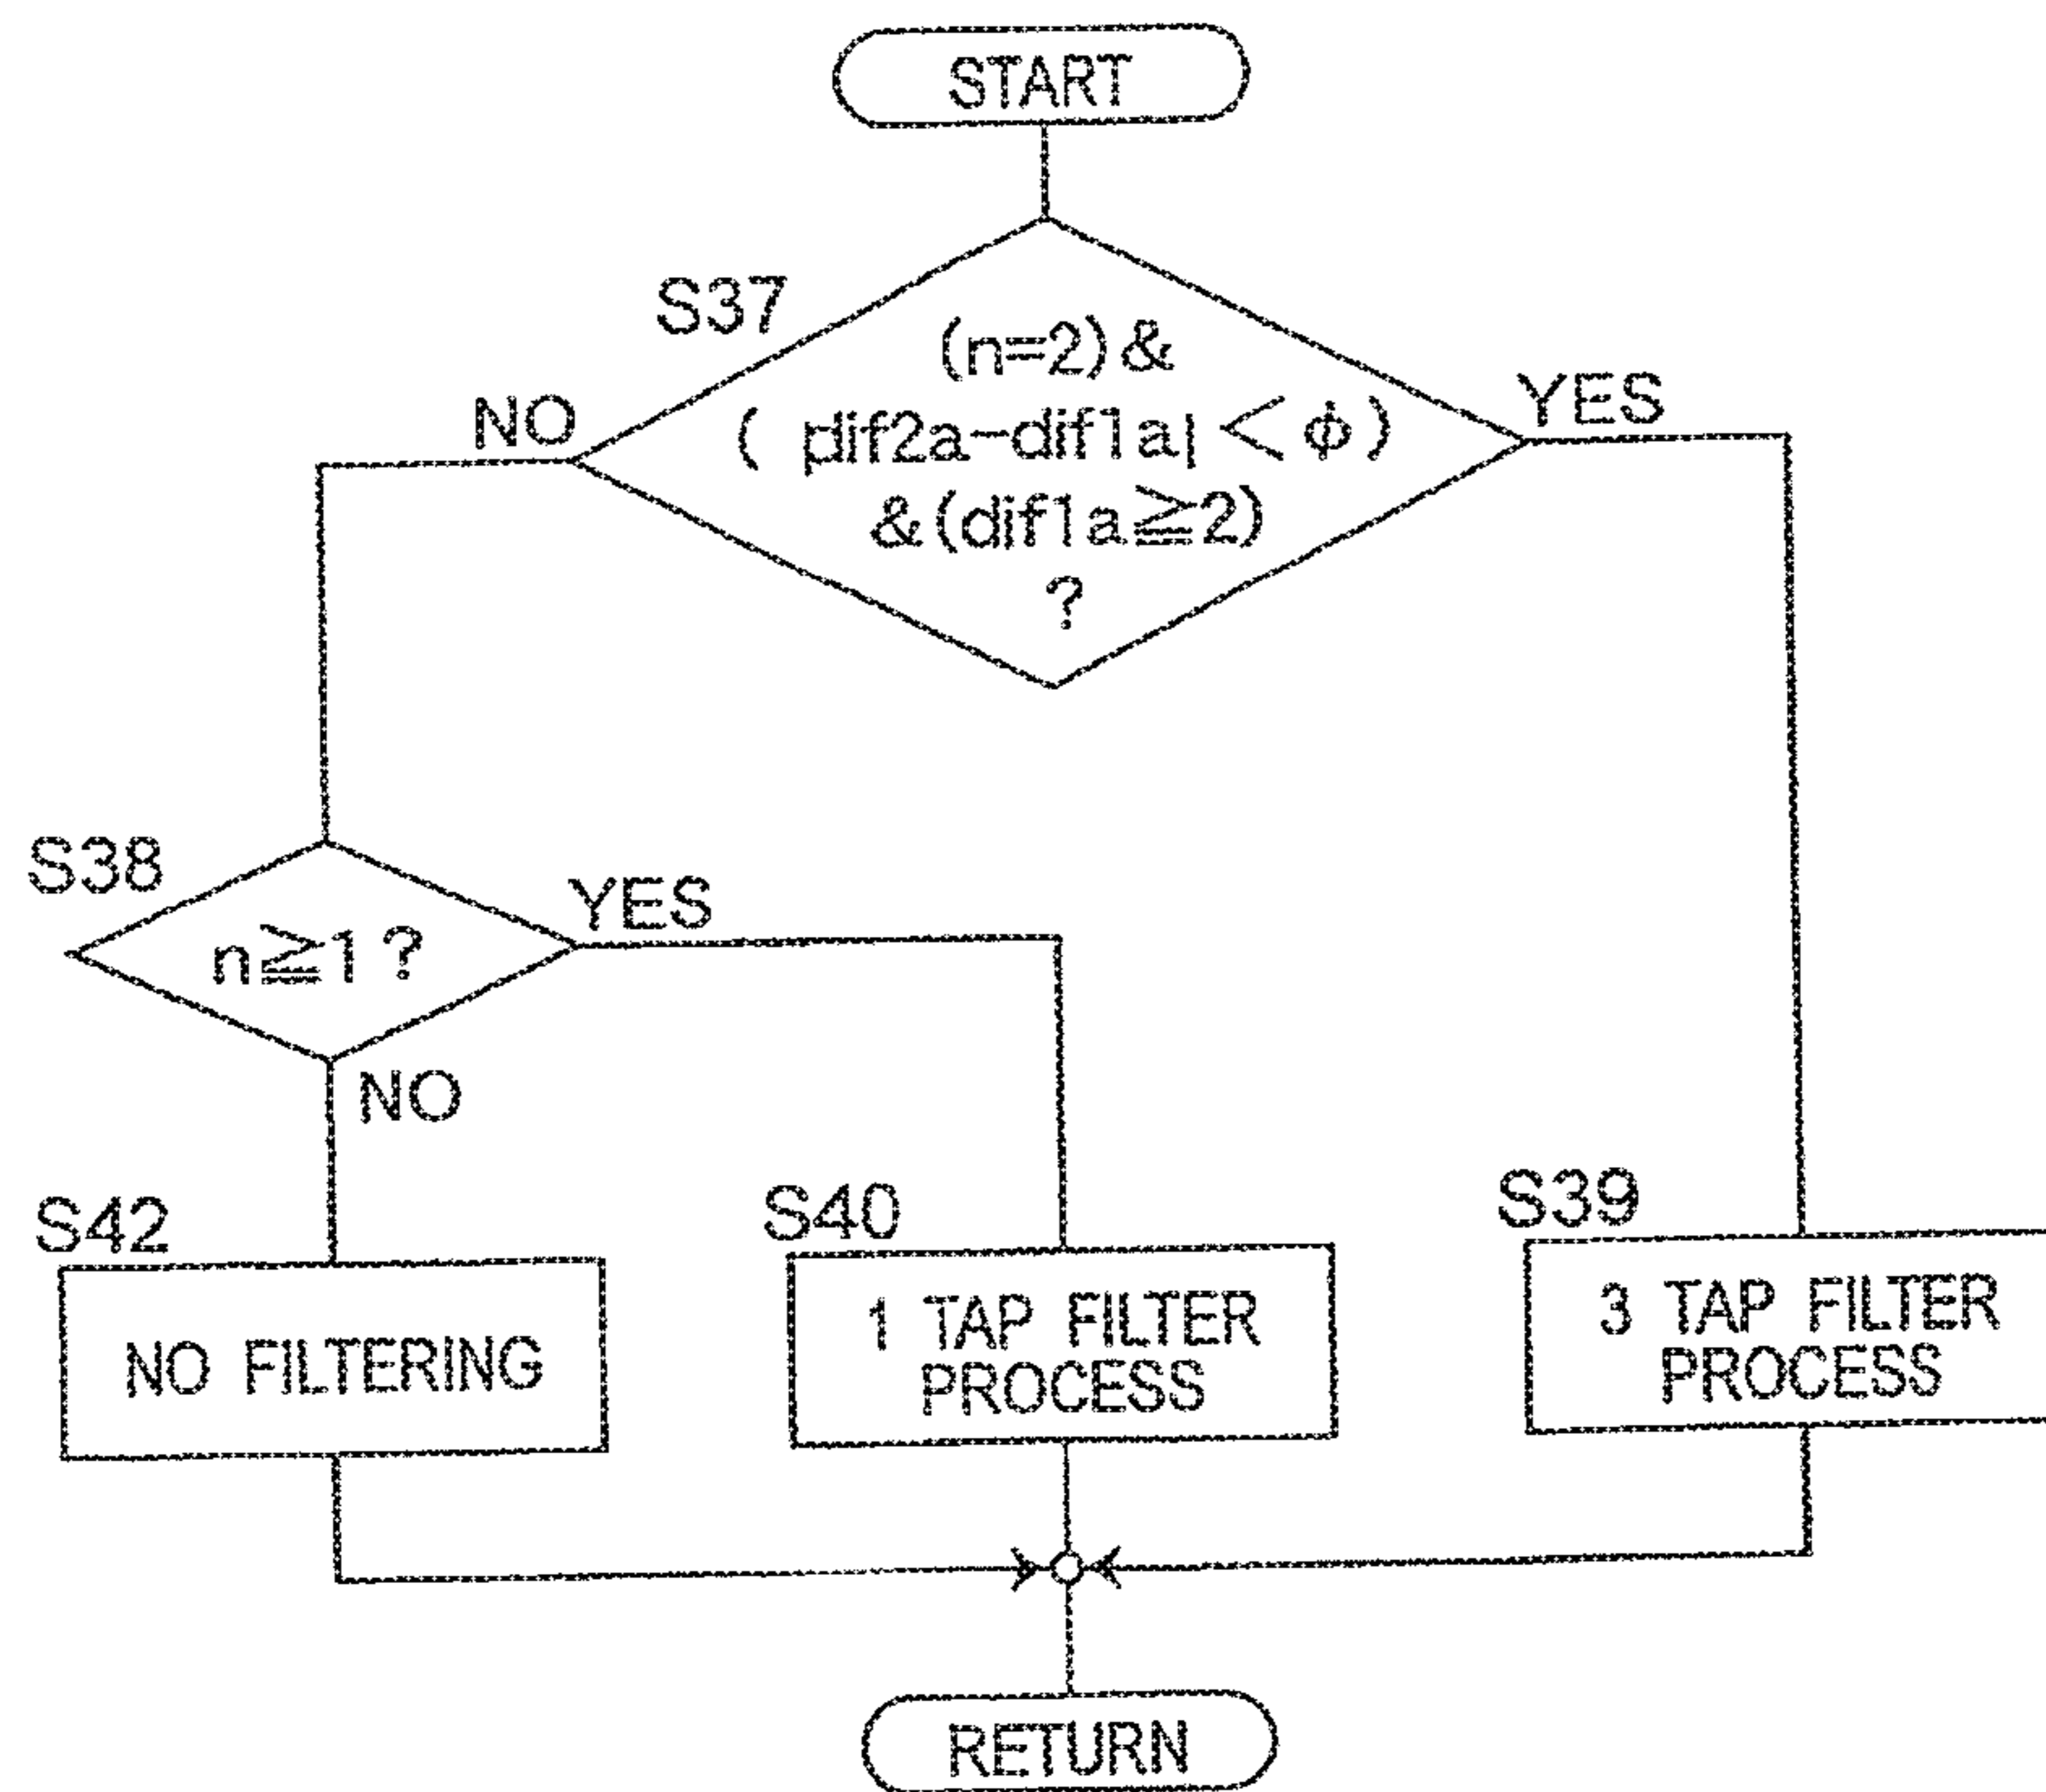 START
S37
(n=2)&
NO
( |dif2a-dif1a| < ϕ )
YES
&(dif1a≧2)
?
S38
n≧1 ?
YES
NO
S42
S40
S39
NO FILTERING
1 TAP FILTER
PROCESS
3 TAP FILTER
PROCESS
RETURN